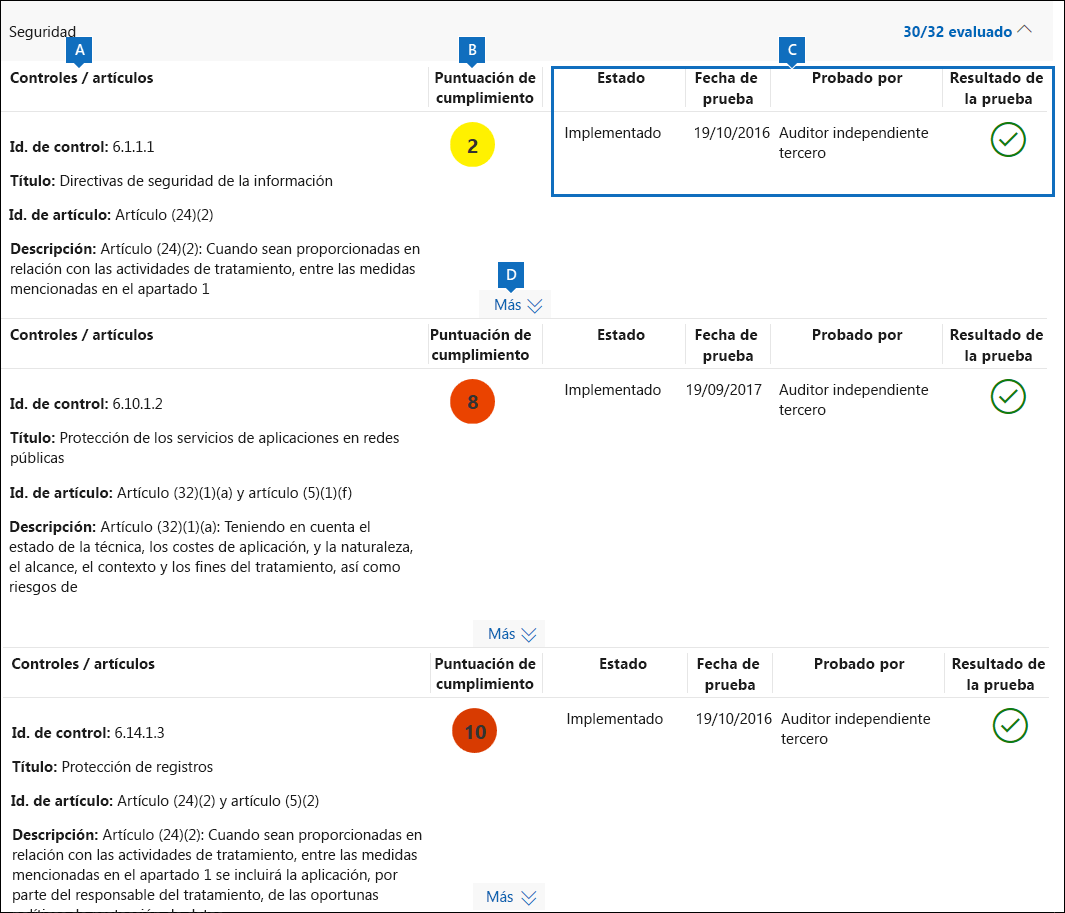 Seguridad
30/32 evaluado
A
B
C
Controles / artículos
Puntuación de
cumplimiento
Estado
Fecha de
prueba
Probado por
Resultado de
la prueba
Id. de control: 6.1.1.1
2
Implementado
19/10/2016
Auditor independiente
tercero
Título: Directivas de seguridad de la información
Id. de artículo: Artículo (24)(2)
Descripción: Artículo (24)(2): Cuando sean proporcionadas en
relación con las actividades de tratamiento, entre las medidas
mencionadas en el apartado 1
D
Más
Controles / artículos
Puntuación de
cumplimiento
Estado
Fecha de
prueba
Probado por
Resultado de
la prueba
Id. de control: 6.10.1.2
8
Implementado
19/09/2017
Auditor independiente
tercero
Título: Protección de los servicios de aplicaciones en redes
públicas
Id. de artículo: Artículo (32)(1)(a) y artículo (5)(1)(f)
Descripción: Artículo (32)(1)(a): Teniendo en cuenta el
estado de la técnica, los costes de aplicación, y la naturaleza,
el alcance, el contexto y los fines del tratamiento, así como
riesgos de
Más
Controles / artículos
Puntuación de
cumplimiento
Estado
Fecha de
prueba
Probado por
Resultado de
la prueba
Id. de control: 6.14.1.3
10
Implementado
19/10/2016
Auditor independiente
tercero
Título: Protección de registros
Id. de artículo: Artículo (24)(2) y artículo (5)(2)
Descripción: Artículo (24)(2): Cuando sean proporcionadas en
relación con las actividades de tratamiento, entre las medidas
mencionadas en el apartado 1 se incluirá la aplicación, por
parte del responsable del tratamiento, de las oportunas
Más